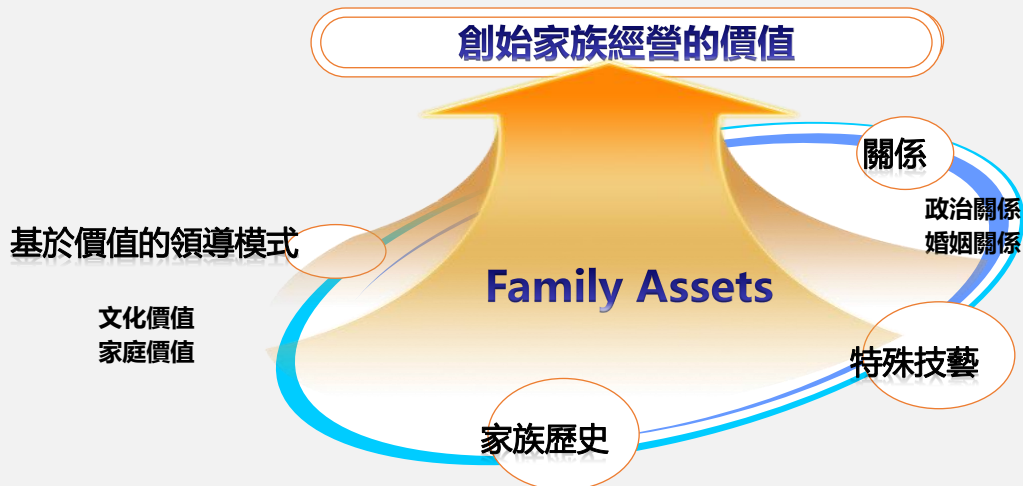 創始家族經營的價值
關係
政治關係
婚姻關係
基於價值的領導模式
文化價值
家庭價值
Family Assets
特殊技藝
家族歷史